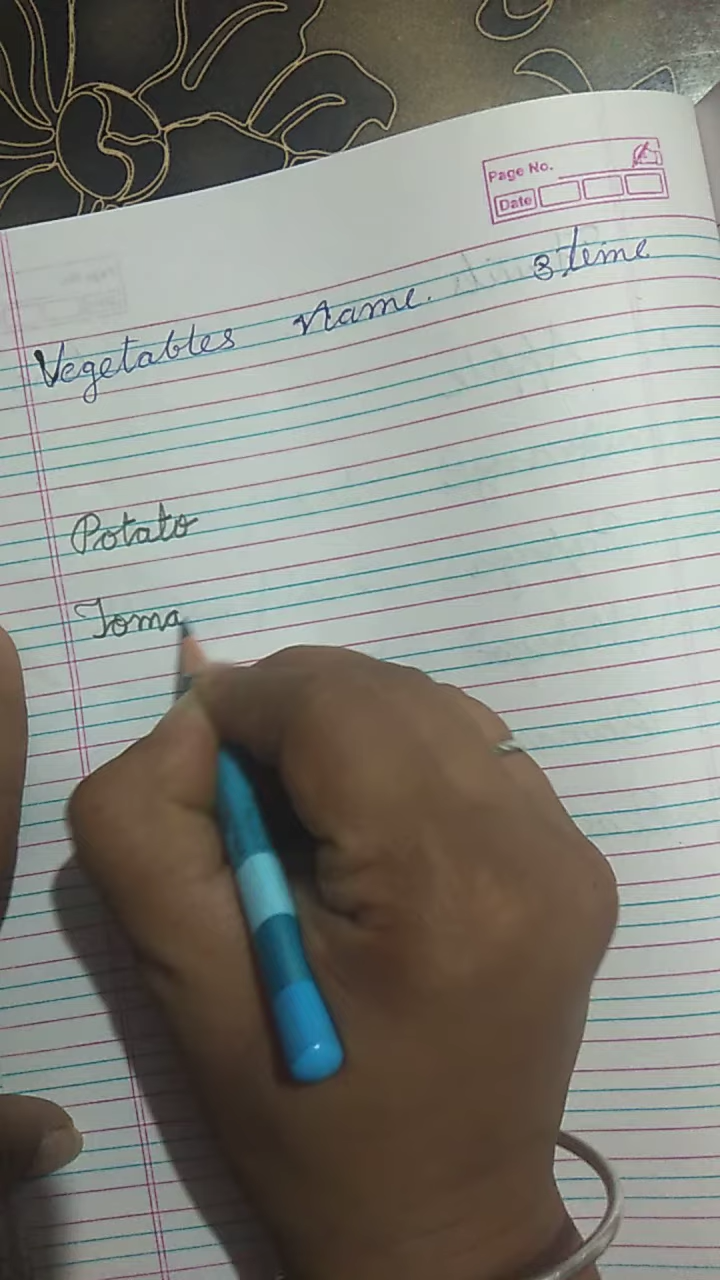 Page No.
Date
Vegetables Name. 3 time
Potato
Toma